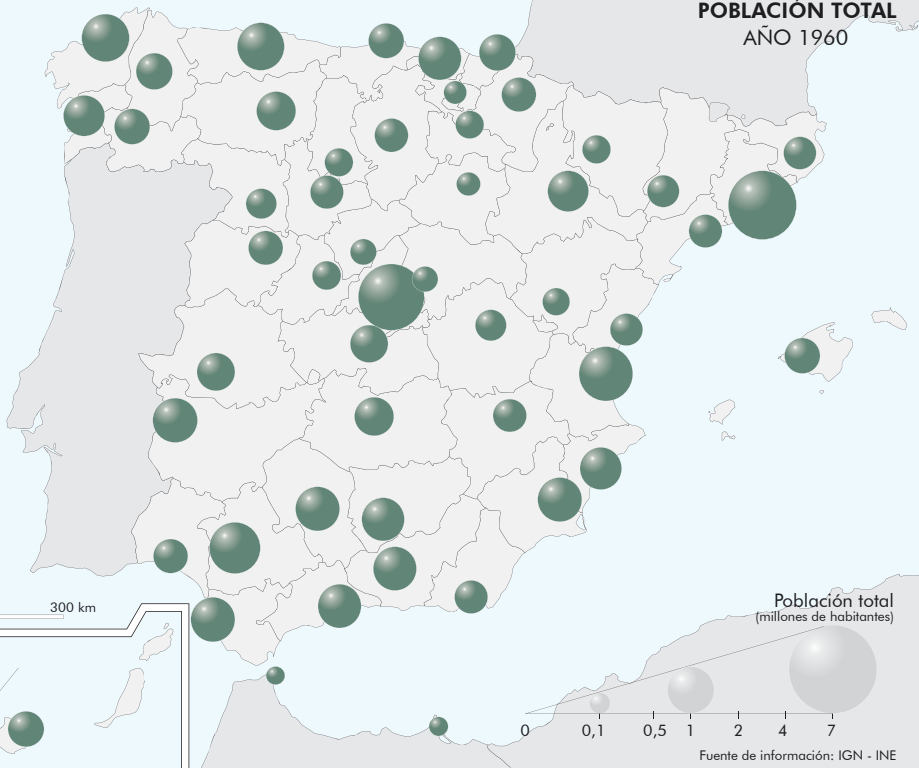 POBLACIÓN TOTAL
AÑO 1960
300 km
Población total
(millones de habitantes)
0 0,1 0,5 1 2 4 7
Fuente de información: IGN - INE